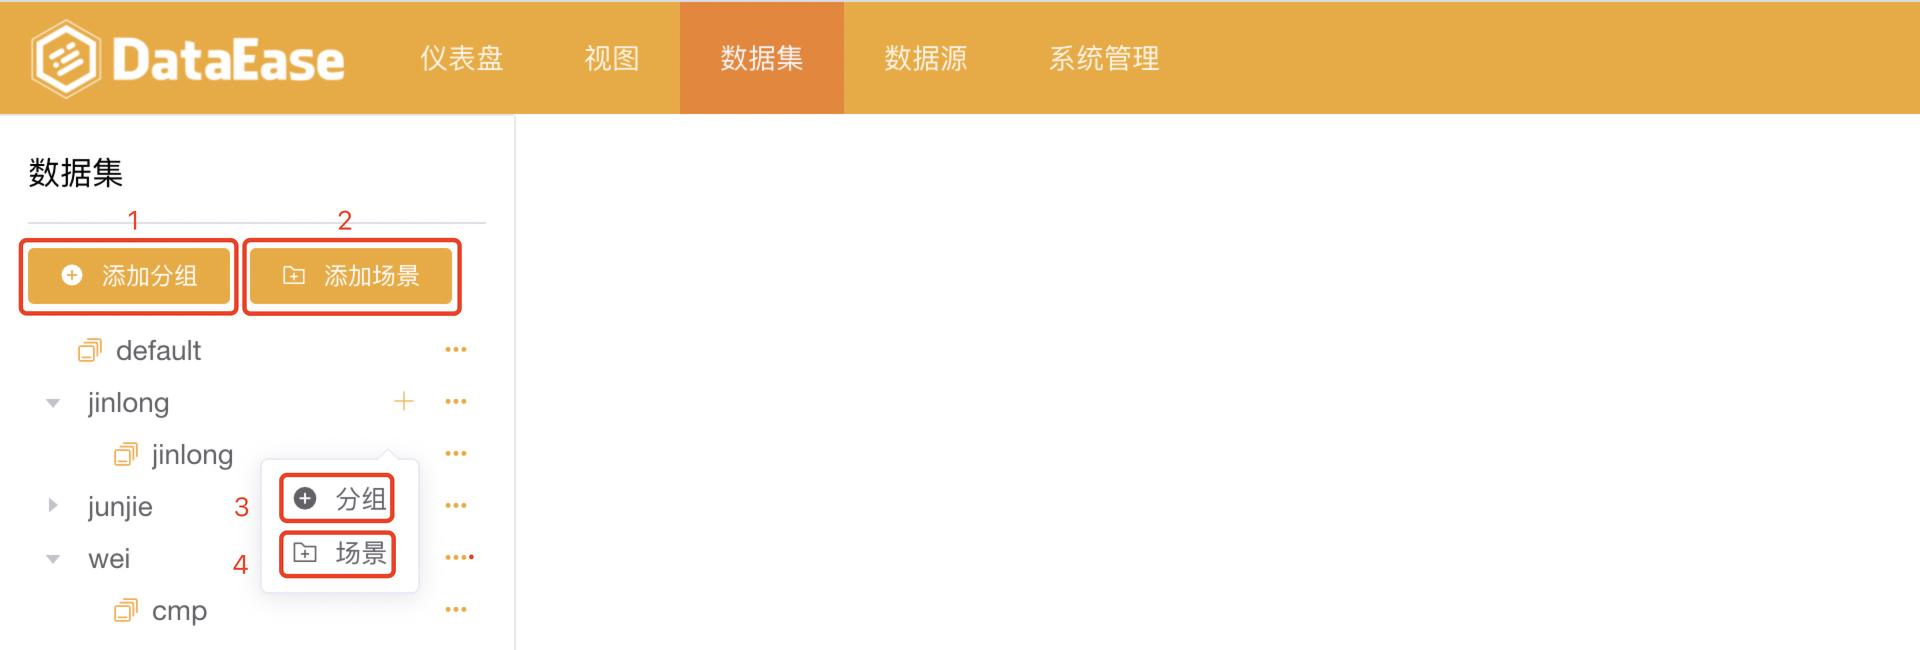 DataEase 仪表盘 视图 数据集 数据源 系统管理
数据集
1 2
添加分组 添加场景
default
jinlong
jinlong
3 分组
junjie
4 场景
wei
cmp